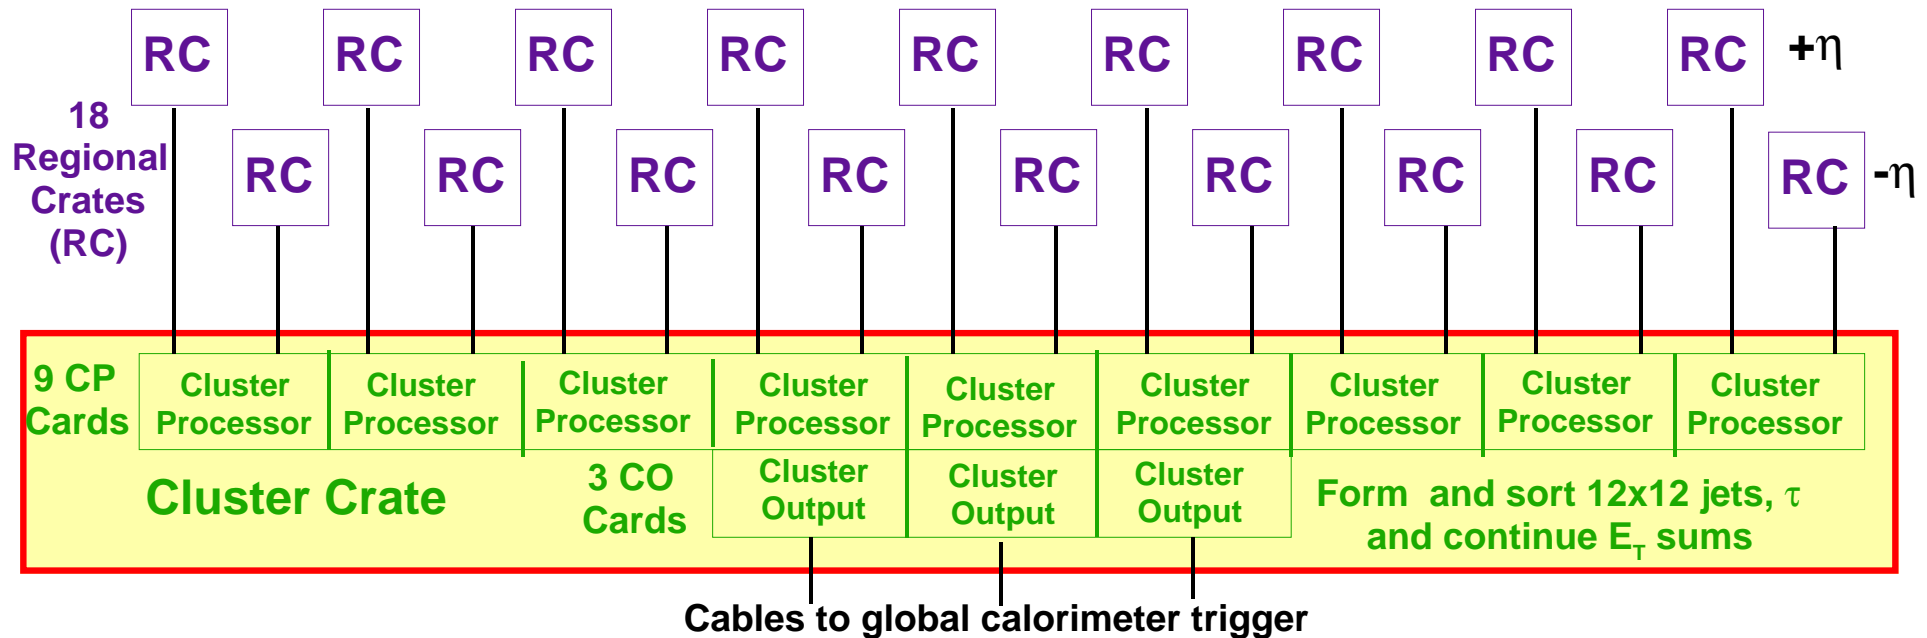 RC RC RC RC RC RC RC RC RC +η
18
Regional
Crates
(RC)
RC RC RC RC RC RC RC RC RC -η
9 CP
Cards
Cluster
Processor
Cluster
Processor
Cluster
Processor
Cluster
Processor
Cluster
Processor
Cluster
Processor
Cluster
Processor
Cluster
Processor
Cluster
Processor
Cluster Crate
3 CO
Cards
Cluster
Output
Cluster
Output
Cluster
Output
Form and sort 12x12 jets, τ
and continue E_T sums
Cables to global calorimeter trigger